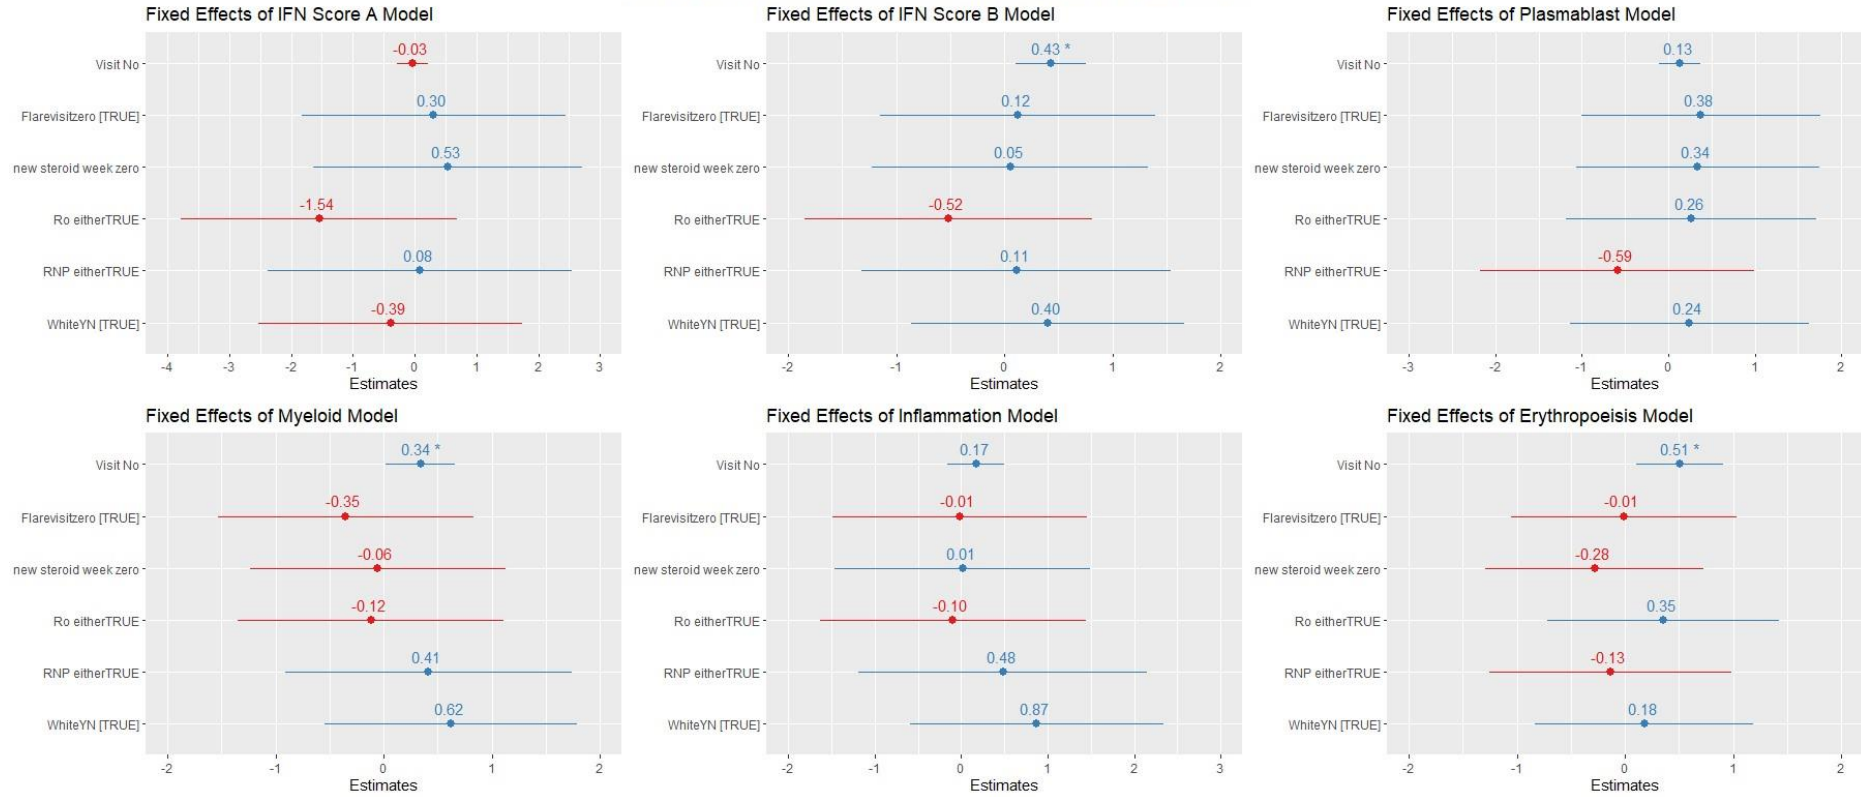 Fixed Effects of IFN Score A Model
Visit No
-0.03
Flarevisitzero [TRUE]
0.30
new steroid week zero
0.53
Ro eitherTRUE
-1.54
RNP eitherTRUE
0.08
WhiteYN [TRUE]
-0.39
-4 -3 -2 -1 0 1 2 3
Estimates
Fixed Effects of IFN Score B Model
Visit No
0.43 *
Flarevisitzero [TRUE]
0.12
new steroid week zero
0.05
Ro eitherTRUE
-0.52
RNP eitherTRUE
0.11
WhiteYN [TRUE]
0.40
-2 -1 0 1 2
Estimates
Fixed Effects of Plasmablast Model
Visit No
0.13
Flarevisitzero [TRUE]
0.38
new steroid week zero
0.34
Ro eitherTRUE
0.26
RNP eitherTRUE
-0.59
WhiteYN [TRUE]
0.24
-3 -2 -1 0 1 2
Estimates
Fixed Effects of Myeloid Model
Visit No
0.34 *
Flarevisitzero [TRUE]
-0.35
new steroid week zero
-0.06
Ro eitherTRUE
-0.12
RNP eitherTRUE
0.41
WhiteYN [TRUE]
0.62
-2 -1 0 1 2
Estimates
Fixed Effects of Inflammation Model
Visit No
0.17
Flarevisitzero [TRUE]
-0.01
new steroid week zero
0.01
Ro eitherTRUE
-0.10
RNP eitherTRUE
0.48
WhiteYN [TRUE]
0.87
-2 -1 0 1 2 3
Estimates
Fixed Effects of Erythropoeisis Model
Visit No
0.51 *
Flarevisitzero [TRUE]
-0.01
new steroid week zero
-0.28
Ro eitherTRUE
0.35
RNP eitherTRUE
-0.13
WhiteYN [TRUE]
0.18
-2 -1 0 1 2
Estimates